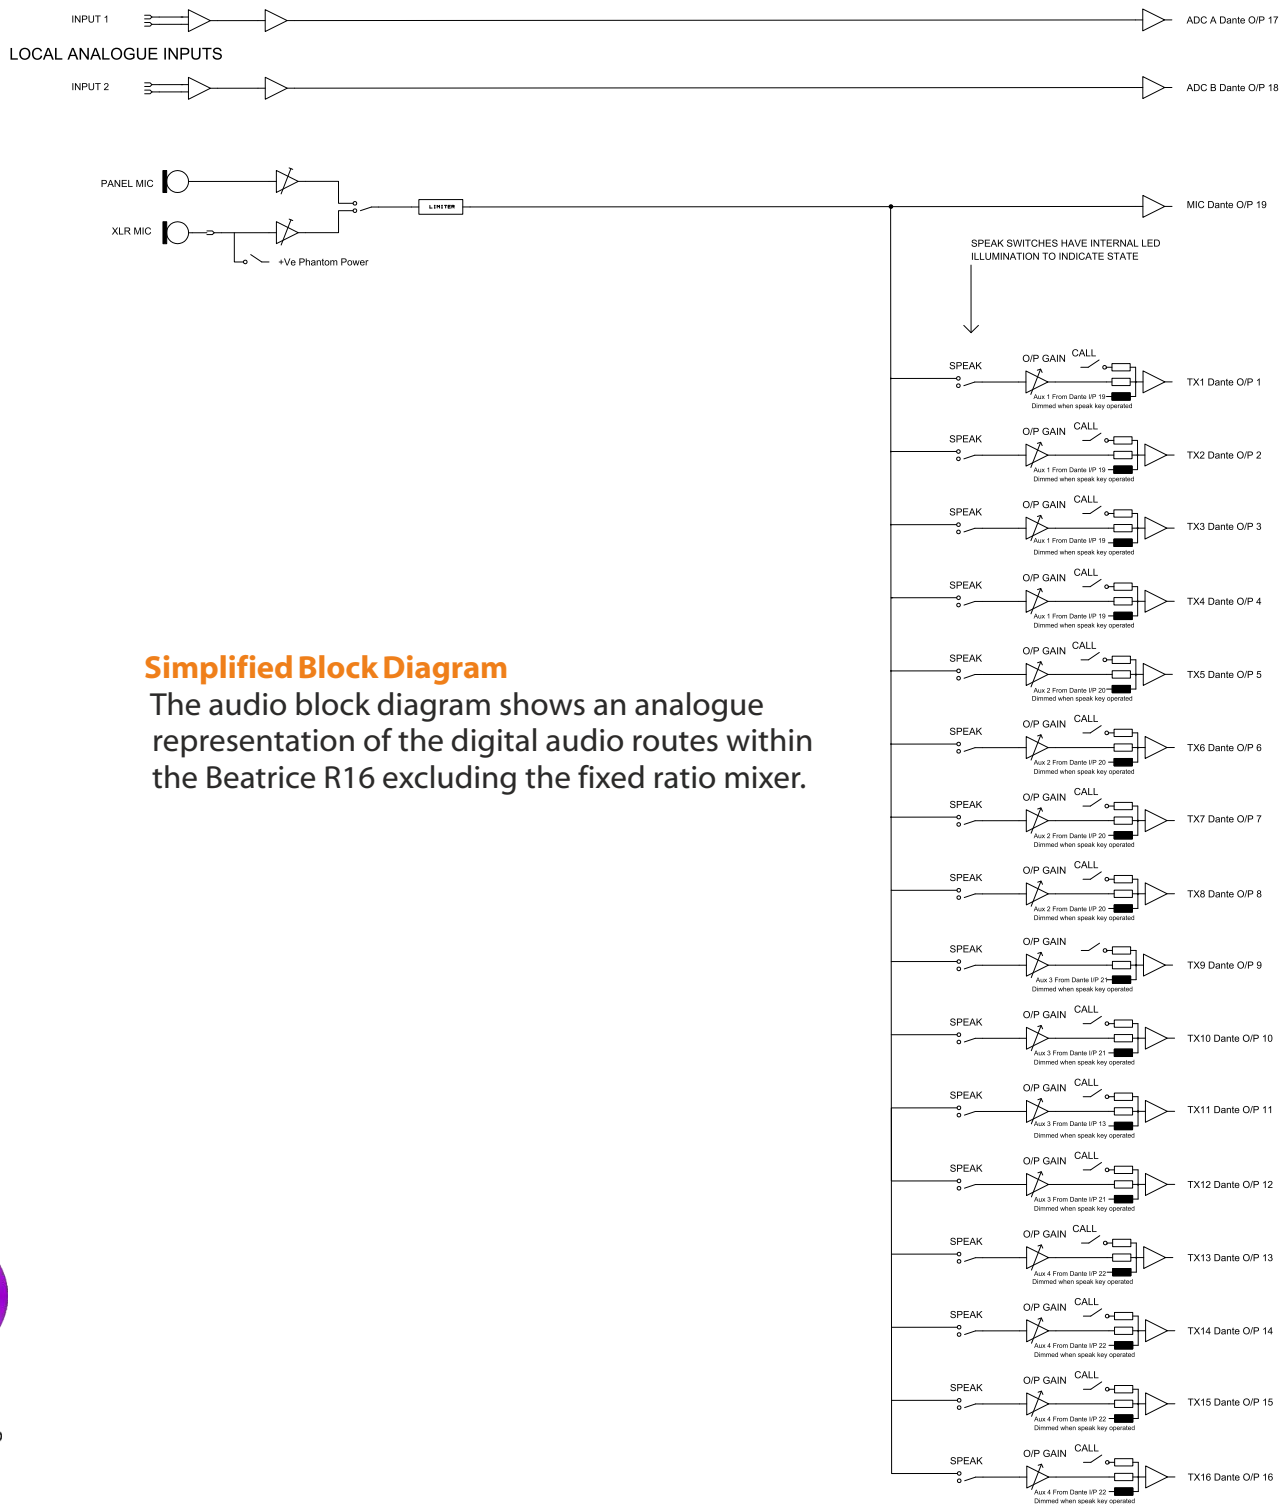 INPUT 1
ADC A Dante O/P 17
LOCAL ANALOGUE INPUTS
INPUT 2
ADC B Dante O/P 18
PANEL MIC
LIMITER
MIC Dante O/P 19
XLR MIC
+Ve Phantom Power
SPEAK SWITCHES HAVE INTERNAL LED
ILLUMINATION TO INDICATE STATE
SPEAK
O/P GAIN
CALL
TX1 Dante O/P 1
Aux 1 From Dante I/P 19
Dimmed when speak key operated
SPEAK
O/P GAIN
CALL
TX2 Dante O/P 2
Aux 1 From Dante I/P 19
Dimmed when speak key operated
SPEAK
O/P GAIN
CALL
TX3 Dante O/P 3
Aux 1 From Dante I/P 19
Dimmed when speak key operated
SPEAK
O/P GAIN
CALL
TX4 Dante O/P 4
Aux 1 From Dante I/P 19
Dimmed when speak key operated
Simplified Block Diagram
The audio block diagram shows an analogue
representation of the digital audio routes within
the Beatrice R16 excluding the fixed ratio mixer.
SPEAK
O/P GAIN
CALL
TX5 Dante O/P 5
Aux 2 From Dante I/P 20
Dimmed when speak key operated
SPEAK
O/P GAIN
CALL
TX6 Dante O/P 6
Aux 2 From Dante I/P 20
Dimmed when speak key operated
SPEAK
O/P GAIN
CALL
TX7 Dante O/P 7
Aux 2 From Dante I/P 20
Dimmed when speak key operated
SPEAK
O/P GAIN
CALL
TX8 Dante O/P 8
Aux 2 From Dante I/P 20
Dimmed when speak key operated
SPEAK
O/P GAIN
TX9 Dante O/P 9
Aux 3 From Dante I/P 21
Dimmed when speak key operated
SPEAK
O/P GAIN
CALL
TX10 Dante O/P 10
Aux 3 From Dante I/P 21
Dimmed when speak key operated
SPEAK
O/P GAIN
CALL
TX11 Dante O/P 11
Aux 3 From Dante I/P 13
Dimmed when speak key operated
SPEAK
O/P GAIN
CALL
TX12 Dante O/P 12
Aux 3 From Dante I/P 21
Dimmed when speak key operated
SPEAK
O/P GAIN
CALL
TX13 Dante O/P 13
Aux 4 From Dante I/P 22
Dimmed when speak key operated
SPEAK
O/P GAIN
CALL
TX14 Dante O/P 14
Aux 4 From Dante I/P 22
Dimmed when speak key operated
SPEAK
O/P GAIN
CALL
TX15 Dante O/P 15
Aux 4 From Dante I/P 22
Dimmed when speak key operated
SPEAK
O/P GAIN
CALL
TX16 Dante O/P 16
Aux 4 From Dante I/P 22
Dimmed when speak key operated